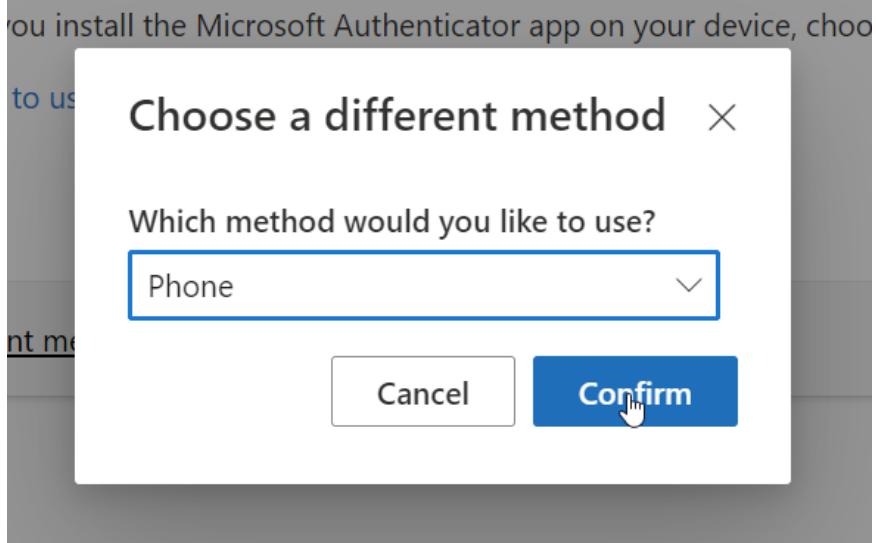 you install the Microsoft Authenticator app on your device, choo
to us
Choose a different method
Which method would you like to use?
Phone
nt me
Cancel
Confirm